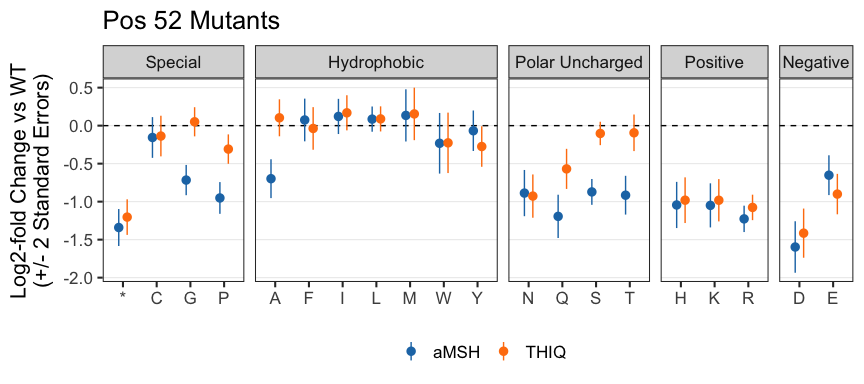 Pos 52 Mutants
Log2-fold Change vs WT
(+/- 2 Standard Errors)
Special
Hydrophobic
Polar Uncharged
Positive
Negative
0.5
0.0
-0.5
-1.0
-1.5
-2.0
* C G P
A F I L M W Y
N Q S T
H K R
D E
aMSH
THIQ